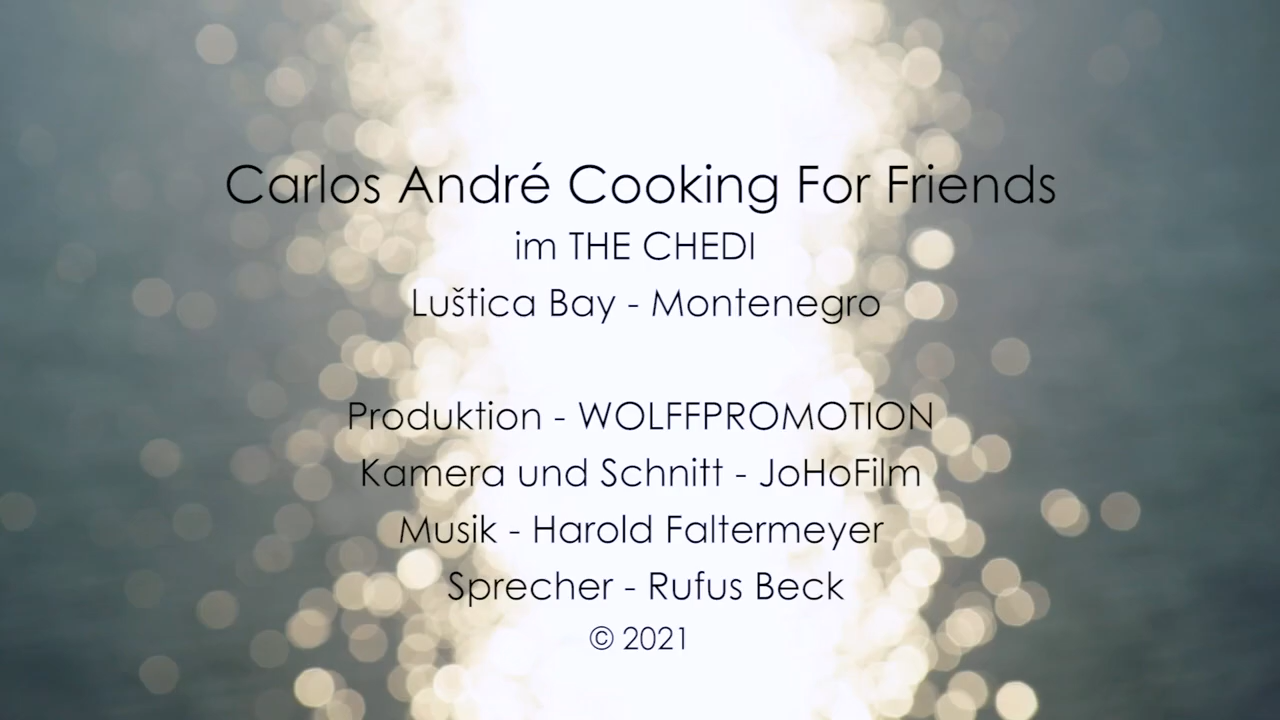 Carlos André Cooking For Friends
im THE CHEDI
Luštica Bay - Montenegro
Produktion - WOLFFPROMOTION
Kamera und Schnitt - JoHoFilm
Musik - Harold Faltermeyer
Sprecher - Rufus Beck
© 2021